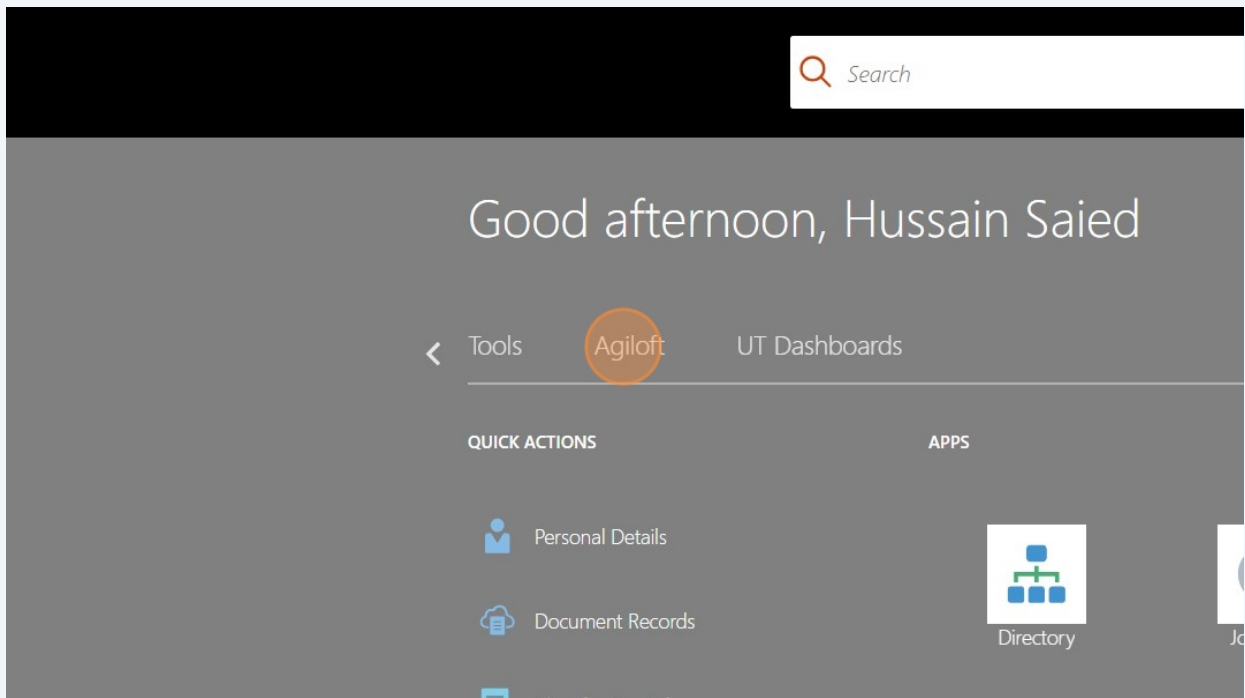 Search
Good afternoon, Hussain Saied
Tools Agiloft UT Dashboards
QUICK ACTIONS APPS
Personal Details
Document Records
Directory